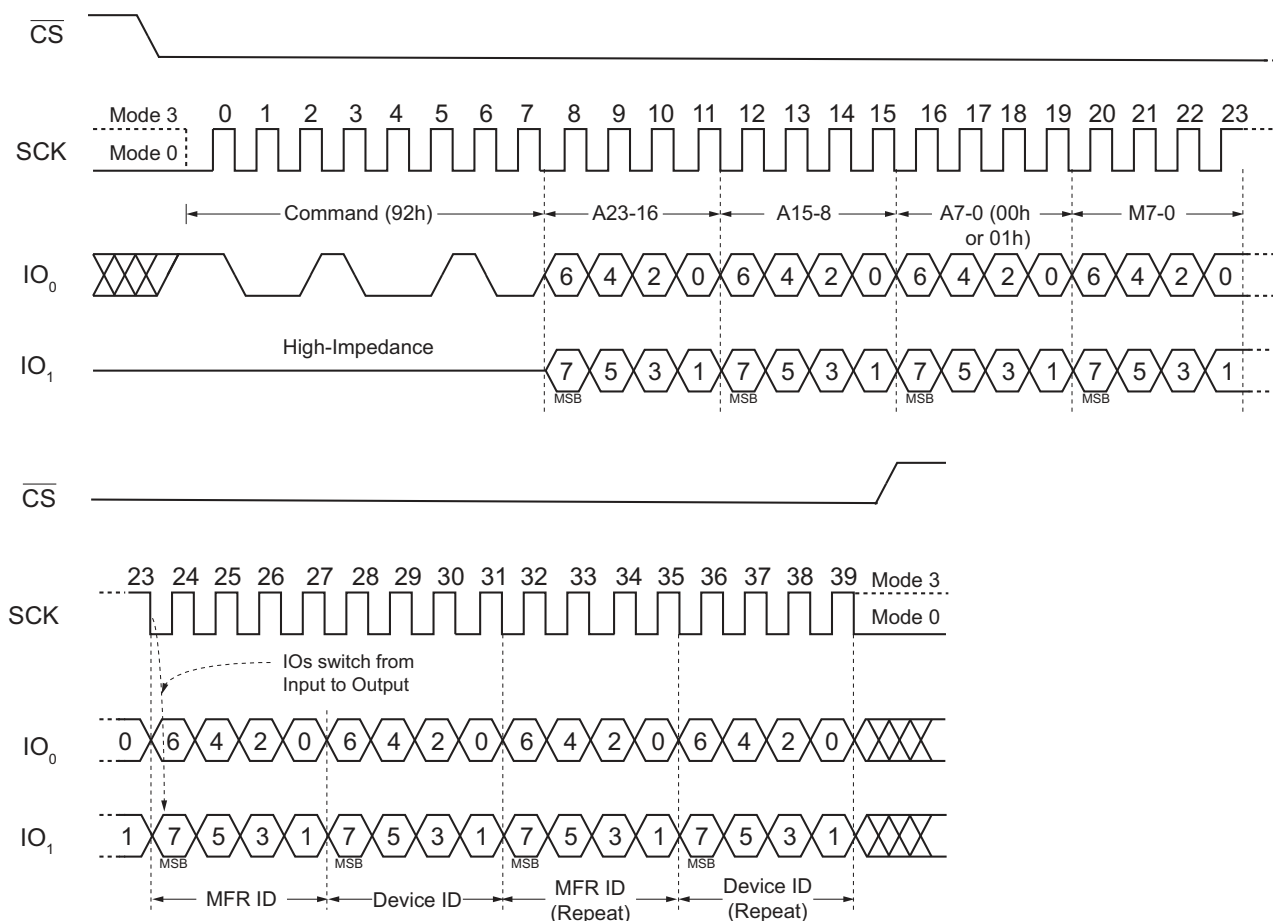 CS
Mode 3 0 1 2 3 4 5 6 7 8 9 10 11 12 13 14 15 16 17 18 19 20 21 22 23
SCK Mode 0
Command (92h) A23-16 A15-8 A7-0 (00h M7-0
or 01h)
IO0 6 4 2 0 6 4 2 0 6 4 2 0 6 4 2 0
High-Impedance
IO1 7 5 3 1 7 5 3 1 7 5 3 1 7 5 3 1
MSB MSB MSB MSB
CS
23 24 25 26 27 28 29 30 31 32 33 34 35 36 37 38 39 Mode 3
SCK Mode 0
IOs switch from
Input to Output
IO0 0 6 4 2 0 6 4 2 0 6 4 2 0 6 4 2 0
IO1 1 7 5 3 1 7 5 3 1 7 5 3 1 7 5 3 1
MSB MSB MSB MSB
MFR ID Device ID MFR ID Device ID
(Repeat) (Repeat)